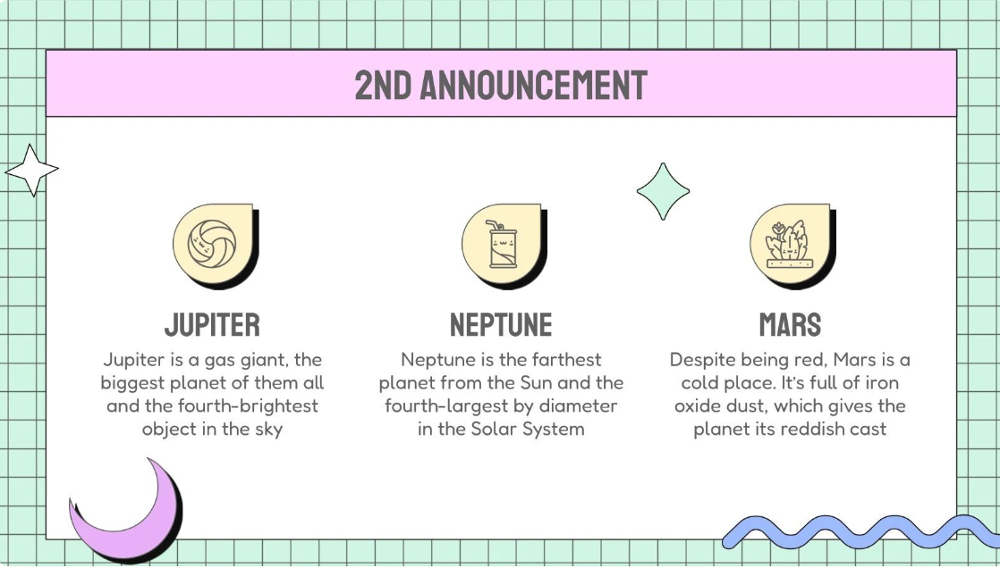 2ND ANNOUNCEMENT
JUPITER
Jupiter is a gas giant, the
biggest planet of them all
and the fourth-brightest
object in the sky
NEPTUNE
Neptune is the farthest
planet from the Sun and the
fourth-largest by diameter
in the Solar System
MARS
Despite being red, Mars is a
cold place. It’s full of iron
oxide dust, which gives the
planet its reddish cast